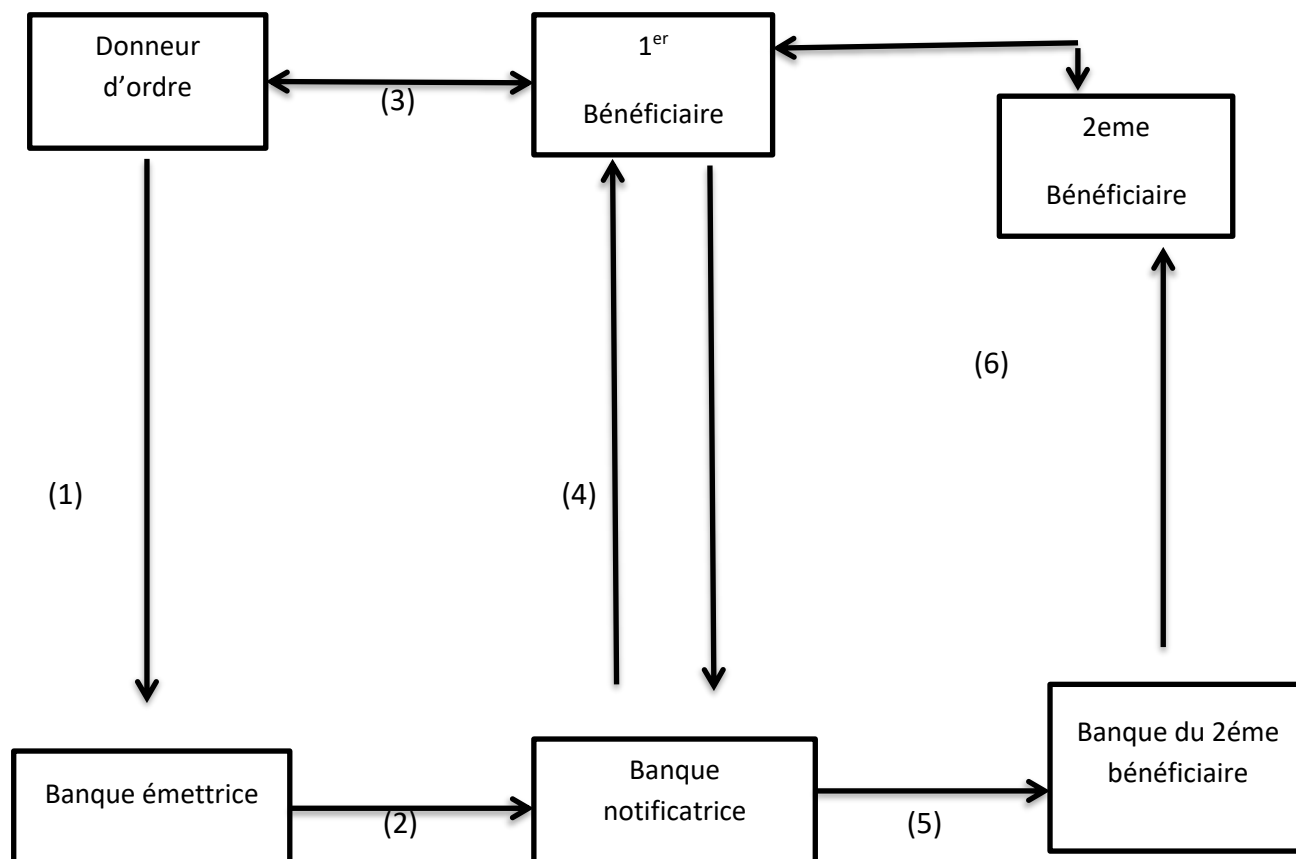 Donneur
d’ordre
1er
Bénéficiaire
(3)
2eme
Bénéficiaire
(6)
(1)
(4)
Banque émettrice
(2)
Banque
notificatrice
(5)
Banque du 2éme
bénéficiaire